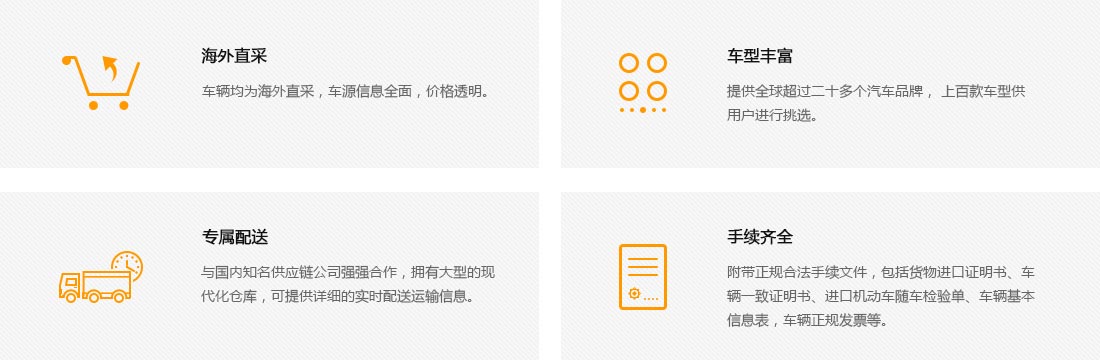 海外直采
车辆均为海外直采，车源信息全面，价格透明。
车型丰富
提供全球超过二十多个汽车品牌， 上百款车型供
用户进行挑选。
专属配送
与国内知名供应链公司强强合作，拥有大型的现
代化仓库，可提供详细的实时配送运输信息。
手续齐全
附带正规合法手续文件，包括货物进口证明书、车
辆一致证明书、进口机动车随车检验单、车辆基本
信息表，车辆正规发票等。